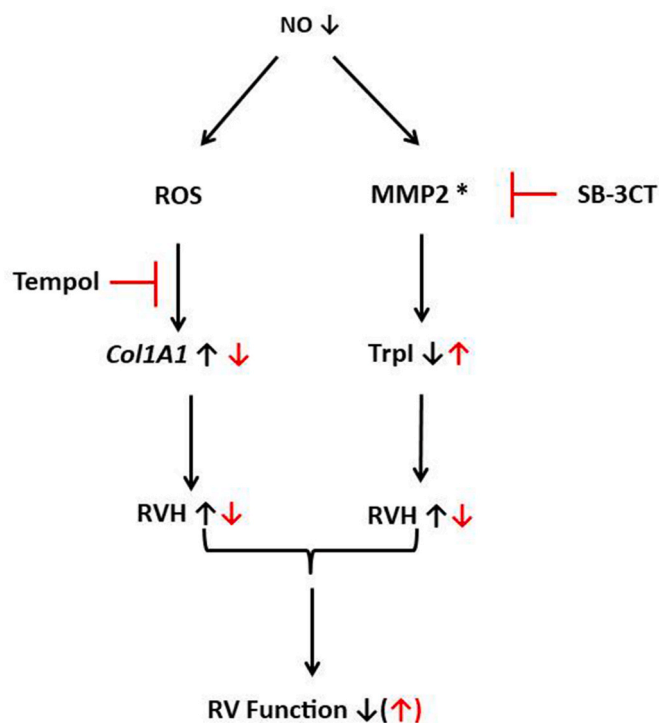 NO ↓
ROS
MMP2 *
SB-3CT
Tempol
Col1A1 ↑ ↓
TrpI ↓ ↑
RVH ↑ ↓
RVH ↑ ↓
RV Function ↓(↑)